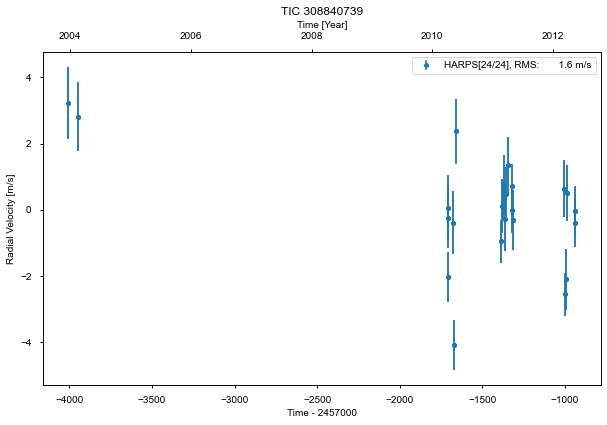 TIC 308840739
Time [Year]
2004 2006 2008 2010 2012
HARPS[24/24], RMS: 1.6 m/s
Radial Velocity [m/s]
4
2
0
−2
−4
−4000 −3500 −3000 −2500 −2000 −1500 −1000
Time - 2457000